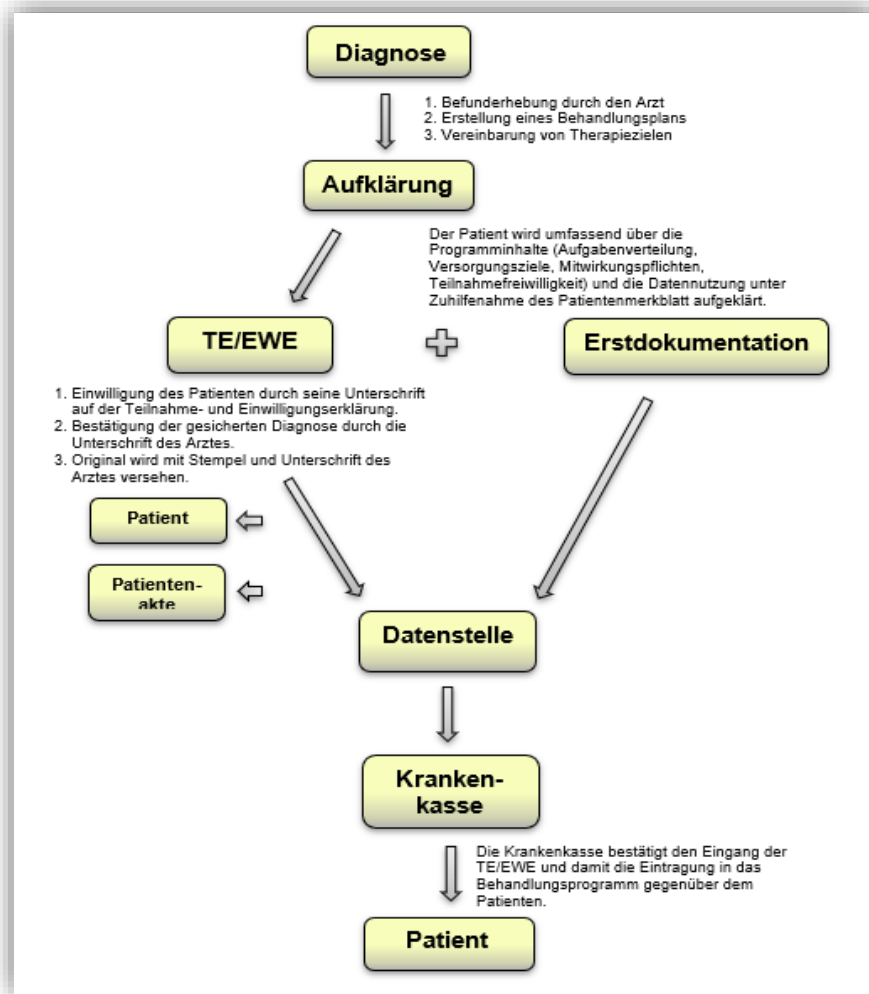 Diagnose
1. Befunderhebung durch den Arzt
2. Erstellung eines Behandlungsplans
3. Vereinbarung von Therapiezielen
Aufklärung
Der Patient wird umfassend über die
Programminhalte (Aufgabenverteilung,
Versorgungsziele, Mitwirkungspflichten,
Teilnahmefreiwilligkeit) und die Datennutzung unter
Zuhilfenahme des Patientenmerkblatt aufgeklärt.
TE/EWE
Erstdokumentation
1. Einwilligung des Patienten durch seine Unterschrift
auf der Teilnahme- und Einwilligungserklärung.
2. Bestätigung der gesicherten Diagnose durch die
Unterschrift des Arztes.
3. Original wird mit Stempel und Unterschrift des
Arztes versehen.
Patient
Patienten-
akte
Datenstelle
Kranken-
kasse
Die Krankenkasse bestätigt den Eingang der
TE/EWE und damit die Eintragung in das
Behandlungsprogramm gegenüber dem
Patienten.
Patient